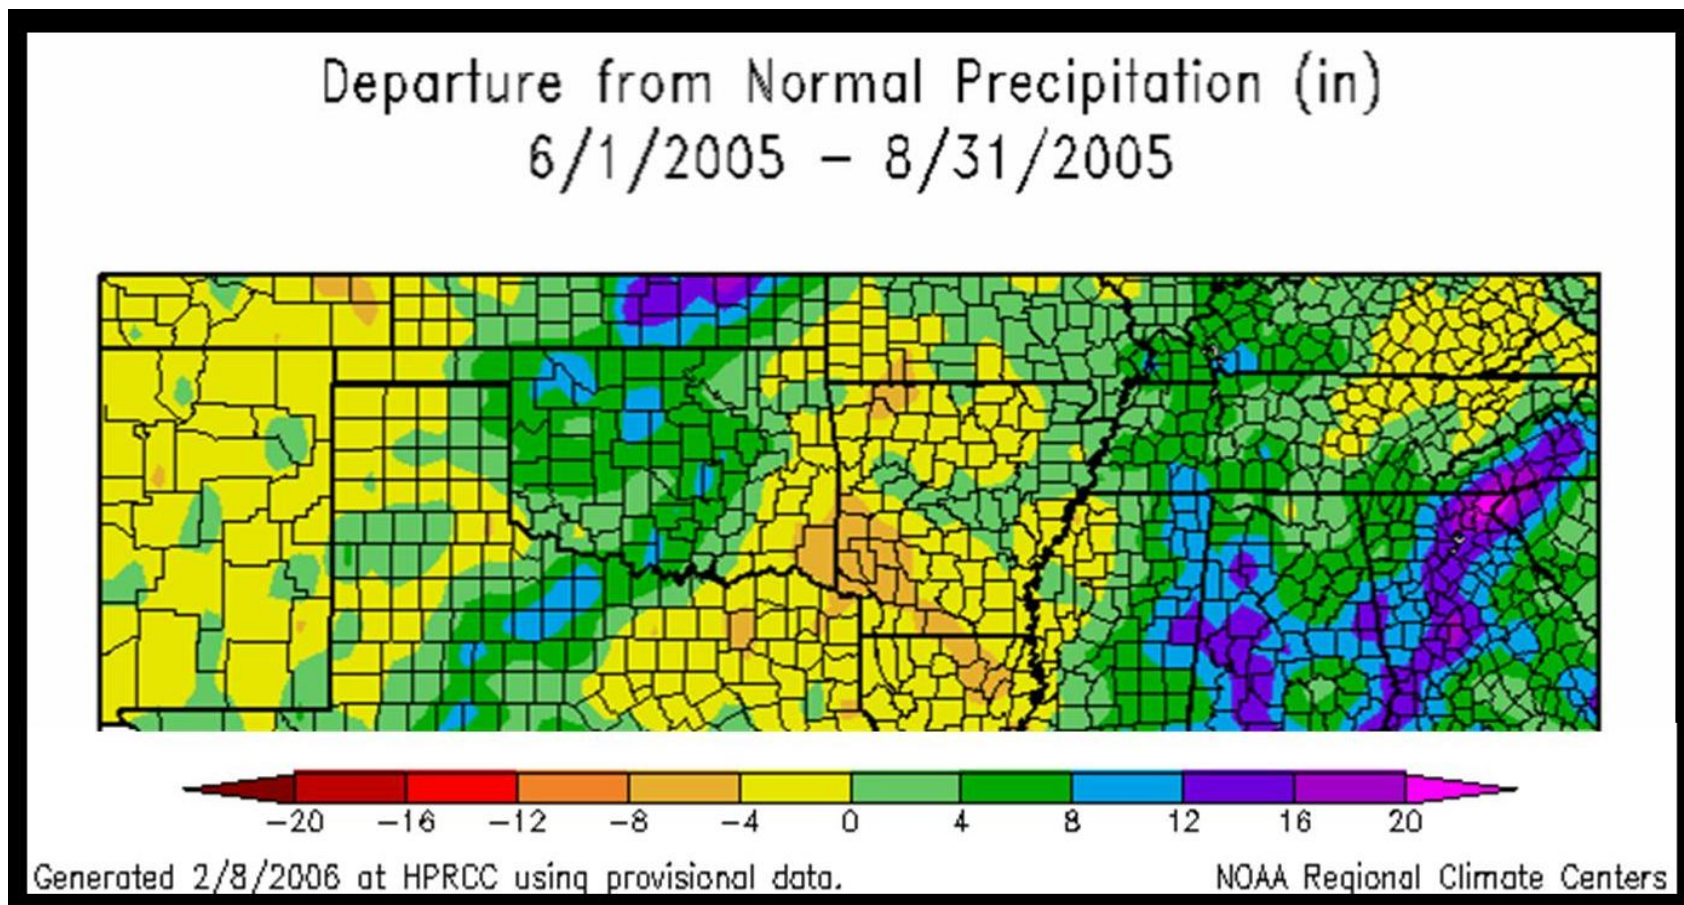 Departure from Normal Precipitation (in)
6/1/2005 – 8/31/2005
−20 −16 −12 −8 −4 0 4 8 12 16 20
Generated 2/8/2006 at HPRCC using provisional data.
NOAA Regional Climate Centers